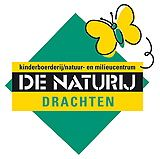 kinderboerderij/natuur- en milieucentrum
DE NATURIJ
DRACHTEN